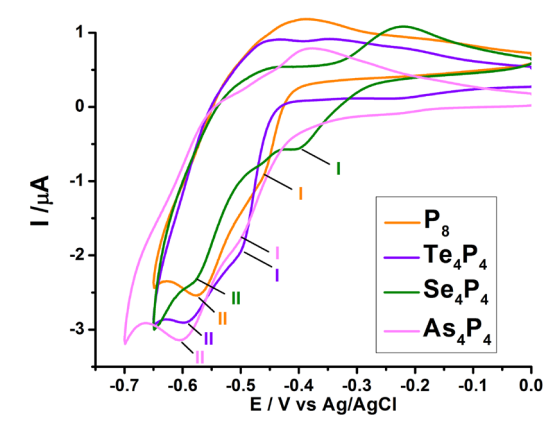 1
0
-1
-2
-3
I /μA
I
I
I
I
II
II
II
II
P8
Te4P4
Se4P4
As4P4
-0.7 -0.6 -0.5 -0.4 -0.3 -0.2 -0.1 0.0
E / V vs Ag/AgCl